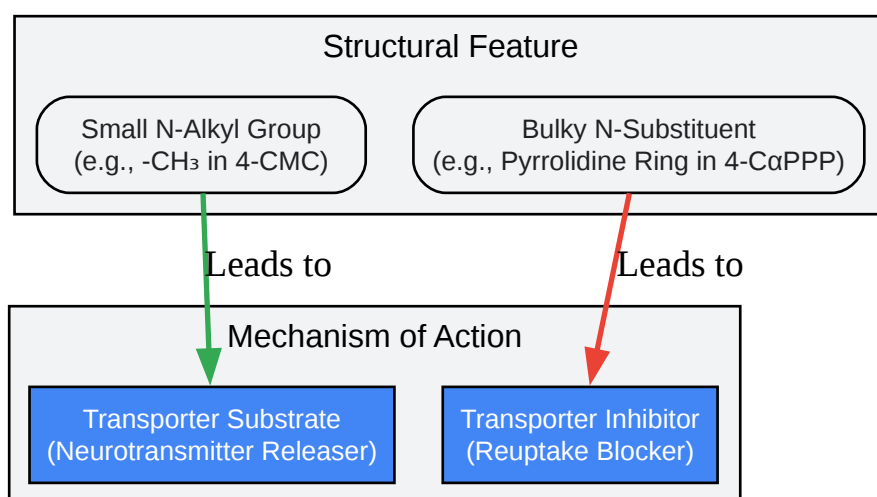 Structural Feature
Small N-Alkyl Group
(e.g., -CH₃ in 4-CMC)
Bulky N-Substituent
(e.g., Pyrrolidine Ring in 4-CαPPP)
Leads to
Leads to
Mechanism of Action
Transporter Substrate
(Neurotransmitter Releaser)
Transporter Inhibitor
(Reuptake Blocker)